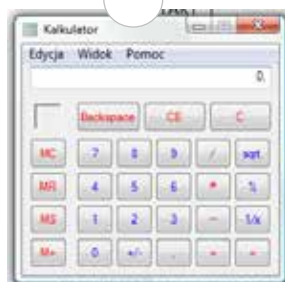 Kalkulator
Edycja Widok Pomoc
0.
Backspace CE C
MC 7 8 9 / sqrt
MR 4 5 6 * %
MS 1 2 3 - 1/x
M+ 0 +/- .